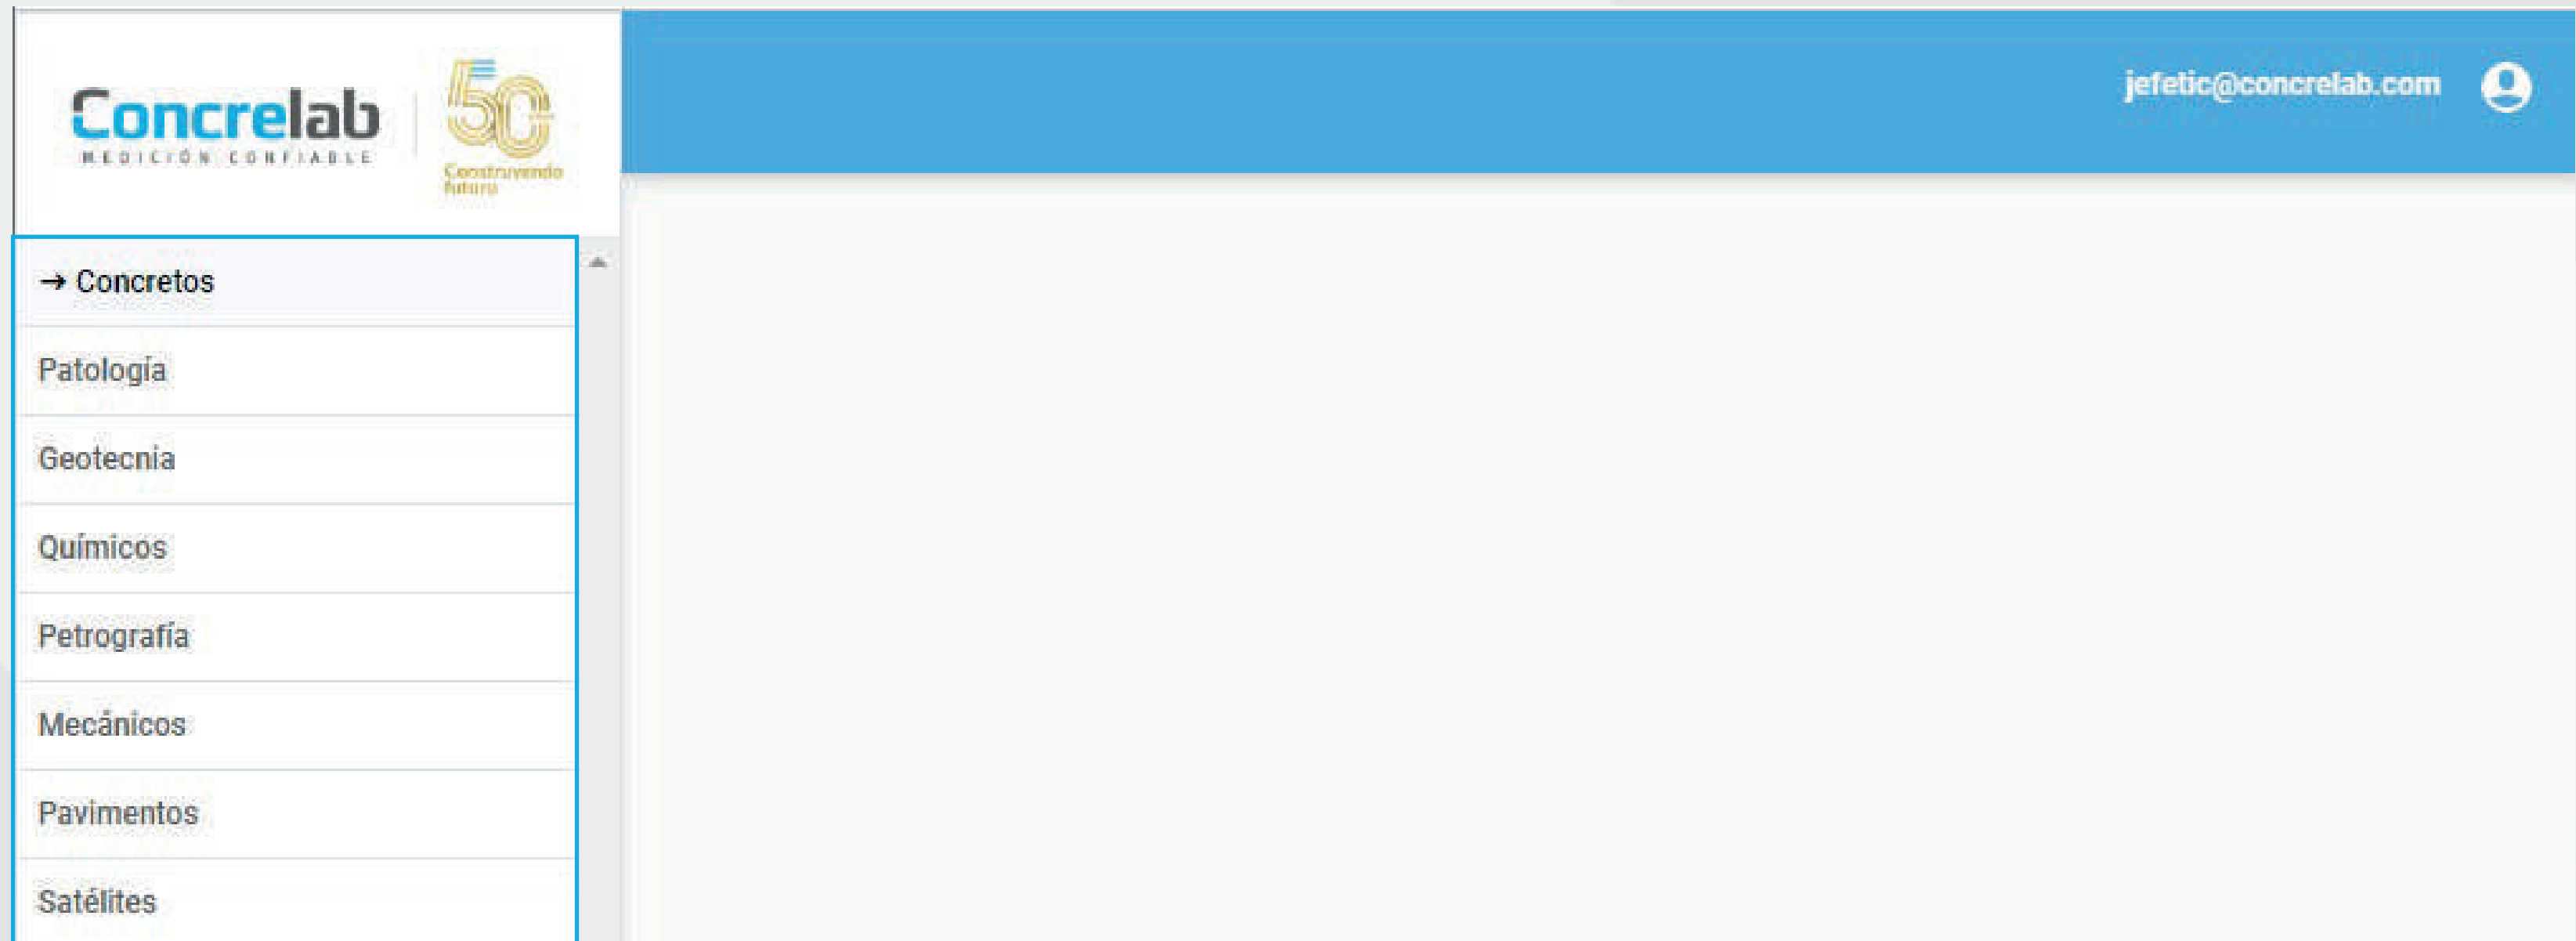 Concrelab
MEDICIÓN CONFIABLE
50
Construyendo
futuro
jefetic@concrelab.com
→ Concretos
Patología
Geotecnia
Químicos
Petrografía
Mecánicos
Pavimentos
Satélites